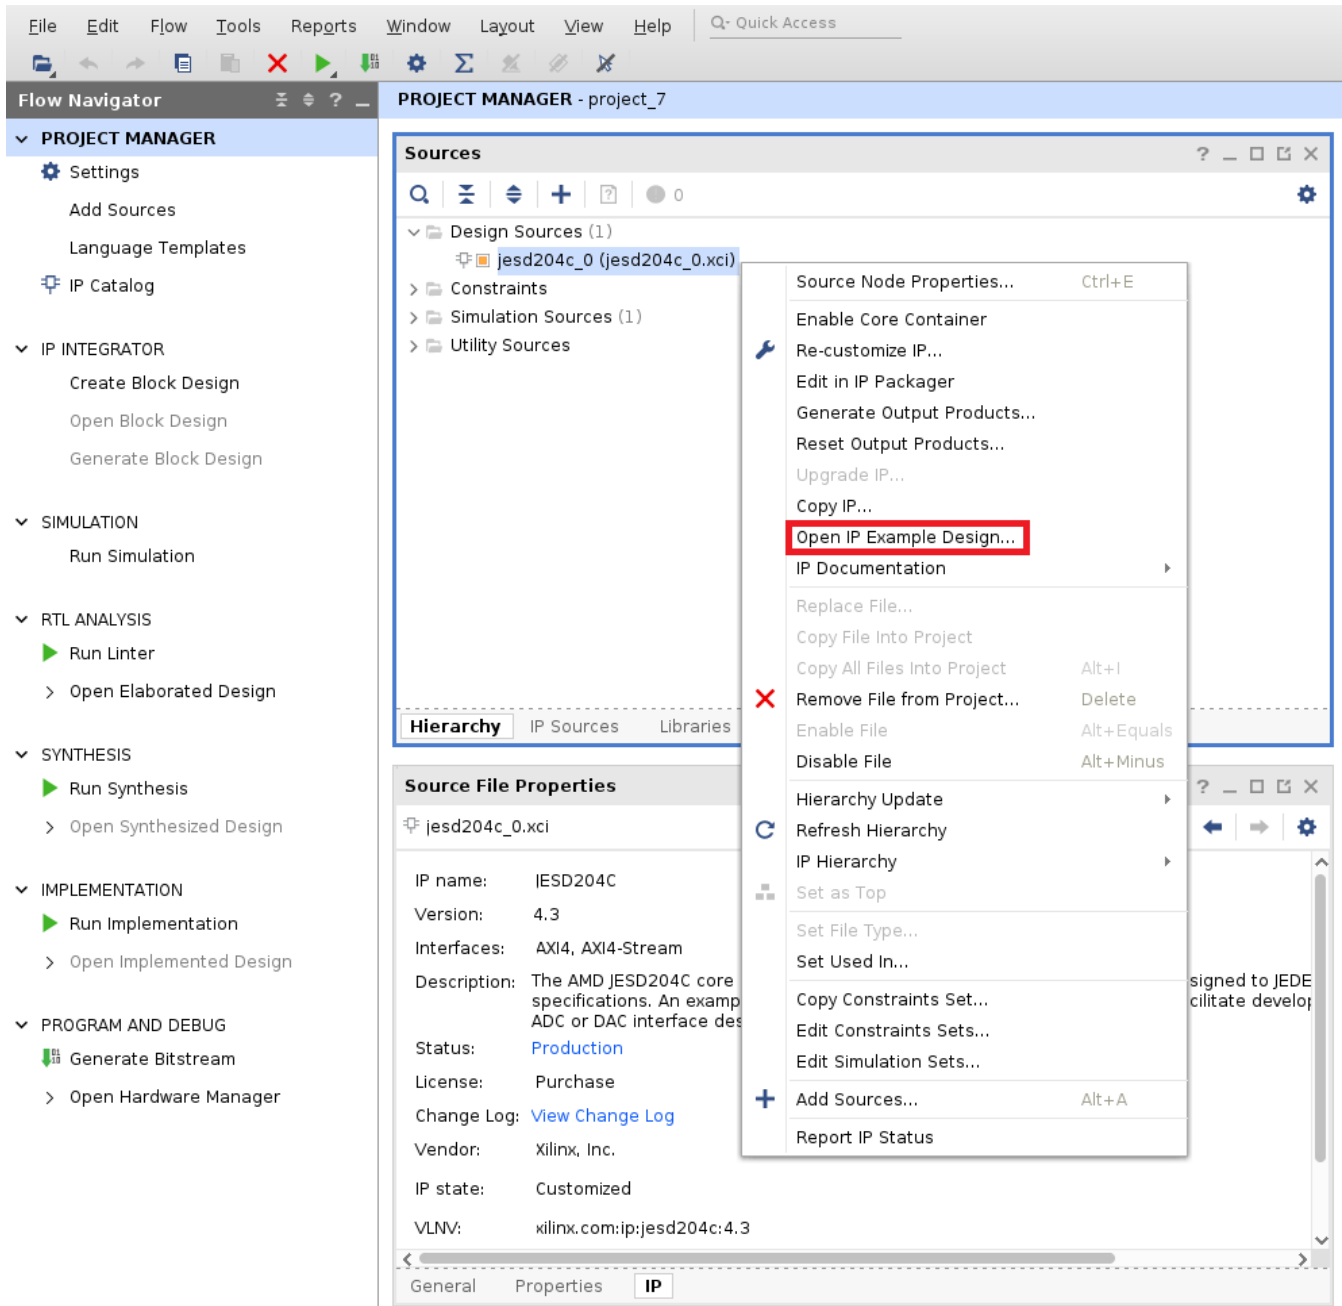 File Edit Flow Tools Reports Window Layout View Help Q- Quick Access
Flow Navigator
PROJECT MANAGER
Settings
Add Sources
Language Templates
IP Catalog
IP INTEGRATOR
Create Block Design
Open Block Design
Generate Block Design
SIMULATION
Run Simulation
RTL ANALYSIS
Run Linter
Open Elaborated Design
SYNTHESIS
Run Synthesis
Open Synthesized Design
IMPLEMENTATION
Run Implementation
Open Implemented Design
PROGRAM AND DEBUG
Generate Bitstream
Open Hardware Manager
PROJECT MANAGER - project_7
Sources
0
Design Sources (1)
jesd204c_0 (jesd204c_0.xci)
Constraints
Simulation Sources (1)
Utility Sources
Hierarchy IP Sources Libraries
Source Node Properties... Ctrl+E
Enable Core Container
Re-customize IP...
Edit in IP Packager
Generate Output Products...
Reset Output Products...
Upgrade IP...
Copy IP...
Open IP Example Design...
IP Documentation
Replace File...
Copy File Into Project
Copy All Files Into Project Alt+I
Remove File from Project... Delete
Enable File Alt+Equals
Disable File Alt+Minus
Hierarchy Update
Refresh Hierarchy
IP Hierarchy
Set as Top
Set File Type...
Set Used In...
Copy Constraints Set...
Edit Constraints Sets...
Edit Simulation Sets...
Add Sources... Alt+A
Report IP Status
Source File Properties
jesd204c_0.xci
IP name: JESD204C
Version: 4.3
Interfaces: AXI4, AXI4-Stream
Description: The AMD JESD204C core signed to JEDE
specifications. An examp cilitate develop
ADC or DAC interface des
Status: Production
License: Purchase
Change Log: View Change Log
Vendor: Xilinx, Inc.
IP state: Customized
VLNV: xilinx.com:ip:jesd204c:4.3
General Properties IP